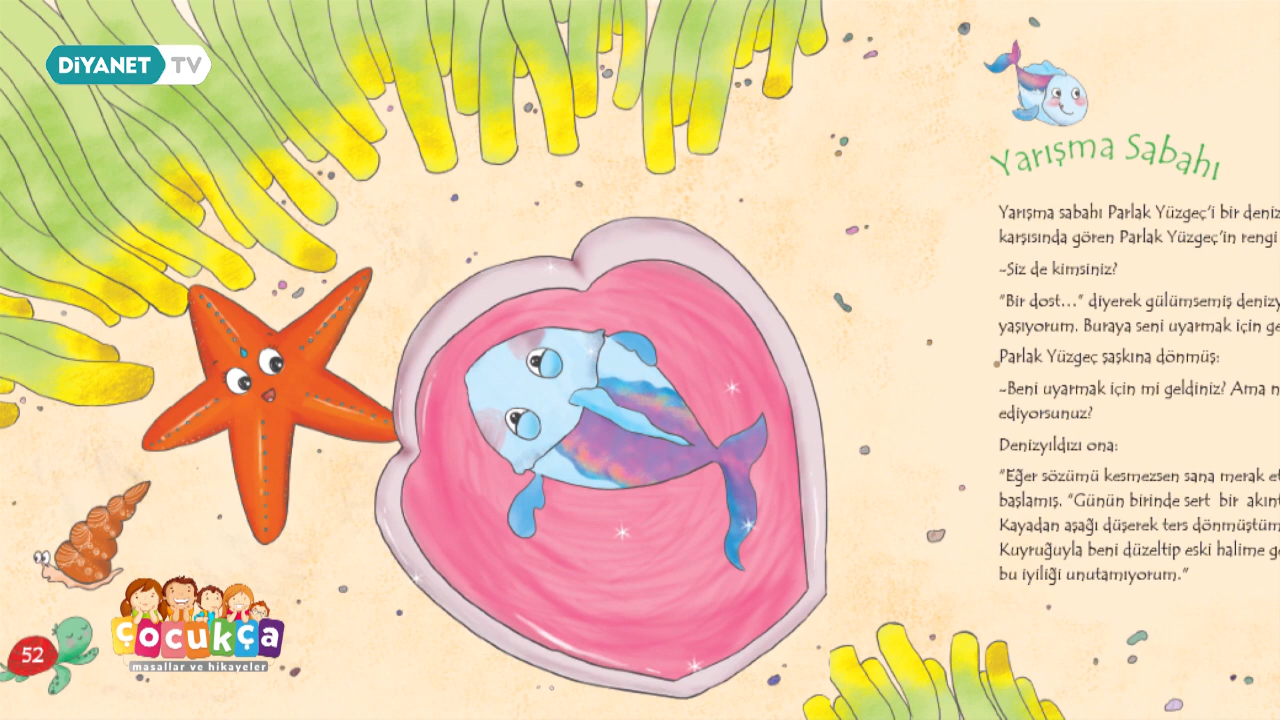 DİYANET TV
Yarışma Sabahı
Yarışma sabahı Parlak Yüzgeç'i bir deniz
karşısında gören Parlak Yüzgeç'in rengi
-Siz de kimsiniz?
"Bir dost..." diyerek gülümsemiş denizy
yaşıyorum. Buraya seni uyarmak için ge
Parlak Yüzgeç şaşkına dönmüş:
-Beni uyarmak için mi geldiniz? Ama n
ediyorsunuz?
Denizyıldızı ona:
"Eğer sözümü kesmezsen sana merak et
başlamış. "Günün birinde sert bir akınt
Kayadan aşağı düşerek ters dönmüştüm
Kuyruğuyla beni düzeltip eski halime ge
bu iyiliği unutamıyorum."
52
çocukça
masallar ve hikayeler